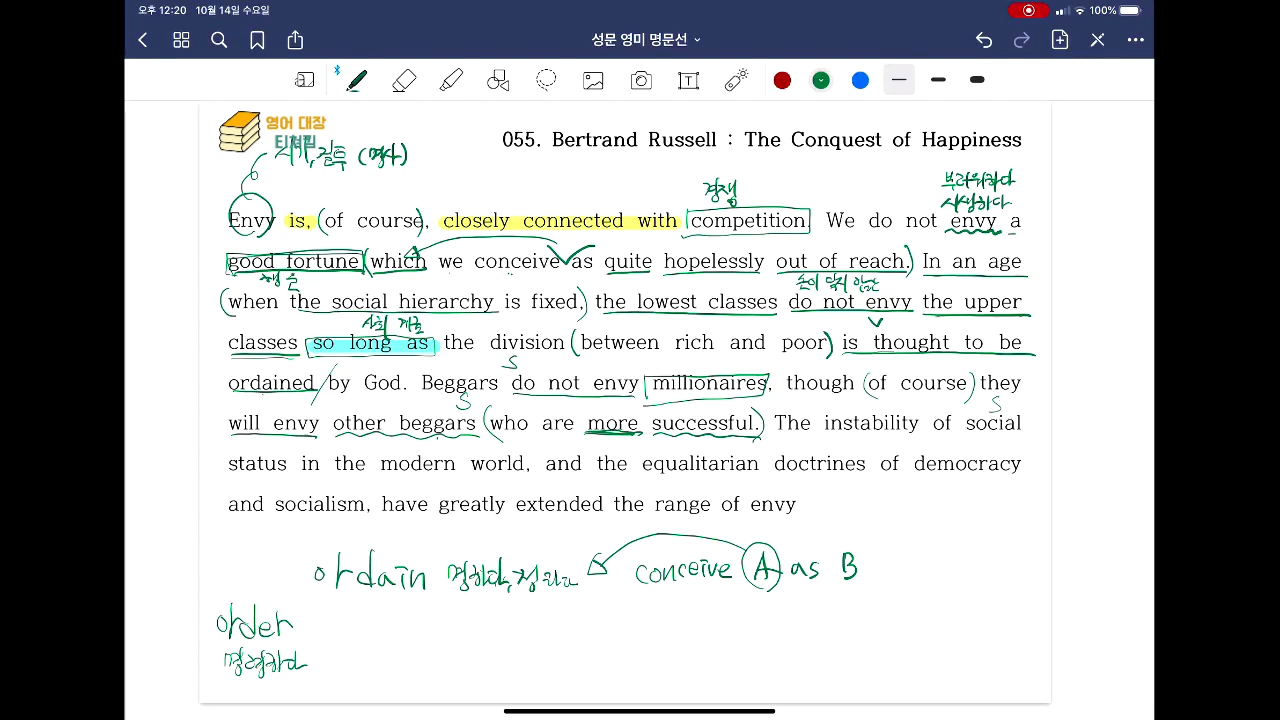 오후 12:20 10월 14일 수요일
100%
성문 영미 명문선
영어 대장
티쳐찜
055. Bertrand Russell : The Conquest of Happiness
시기, 질투 (명사)
경쟁
부러워하다
시샘하다
Envy is, (of course), closely connected with competition. We do not envy a
good fortune (which we conceive as quite hopelessly out of reach.) In an age
행운
손이 닿지 않는
(when the social hierarchy is fixed,) the lowest classes do not envy the upper
사회 계급
classes so long as the division (between rich and poor) is thought to be
S
ordained / by God. Beggars do not envy millionaires, though (of course) they
S
S
will envy other beggars (who are more successful.) The instability of social
status in the modern world, and the equalitarian doctrines of democracy
and socialism, have greatly extended the range of envy
ordain 명하다, 정하다
conceive A as B
order
명령하다